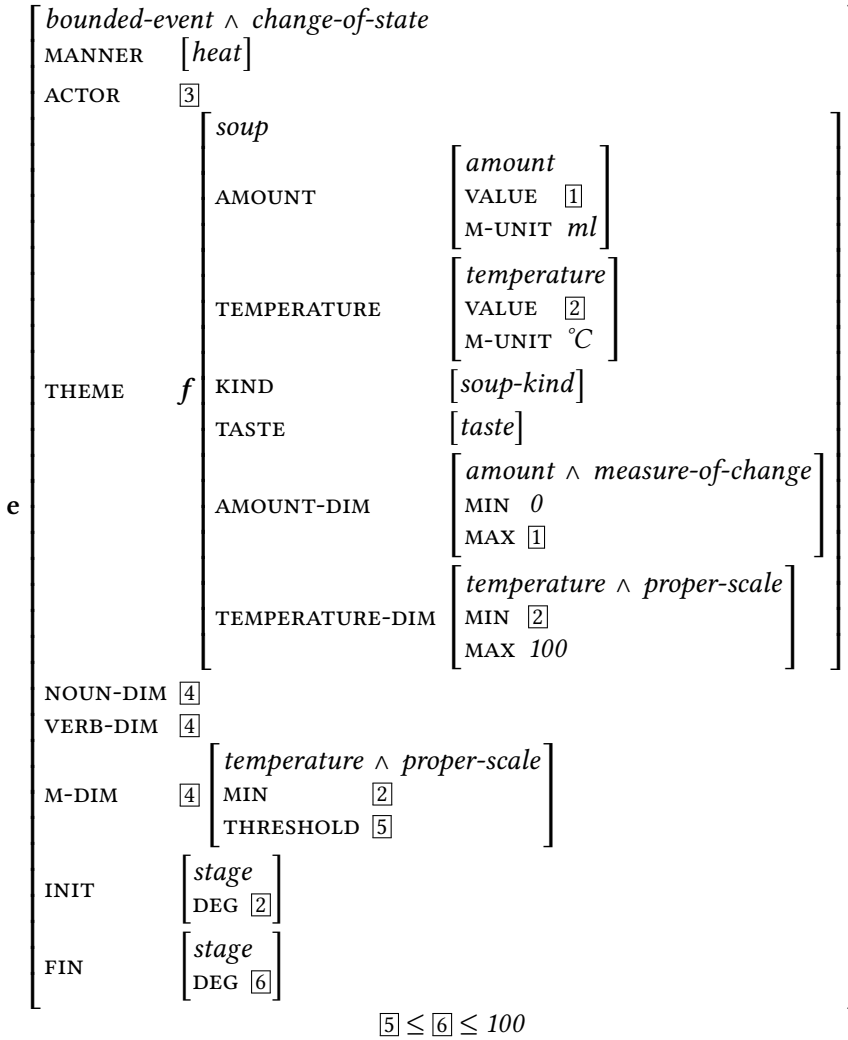 bounded-event ∧ change-of-state
MANNER [heat]
ACTOR 3
soup
AMOUNT
amount
VALUE 1
M-UNIT ml
TEMPERATURE
temperature
VALUE 2
M-UNIT °C
THEME f KIND [soup-kind]
TASTE [taste]
e
AMOUNT-DIM
amount ∧ measure-of-change
MIN 0
MAX 1
TEMPERATURE-DIM
temperature ∧ proper-scale
MIN 2
MAX 100
NOUN-DIM 4
VERB-DIM 4
M-DIM 4
temperature ∧ proper-scale
MIN 2
THRESHOLD 5
INIT
stage
DEG 2
FIN
stage
DEG 6
5 ≤ 6 ≤ 100